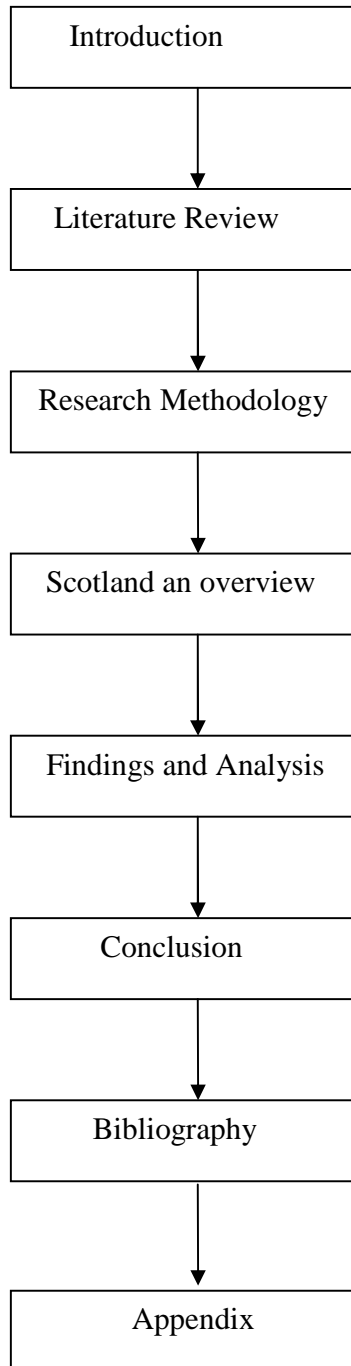 Introduction
Literature Review
Research Methodology
Scotland an overview
Findings and Analysis
Conclusion
Bibliography
Appendix